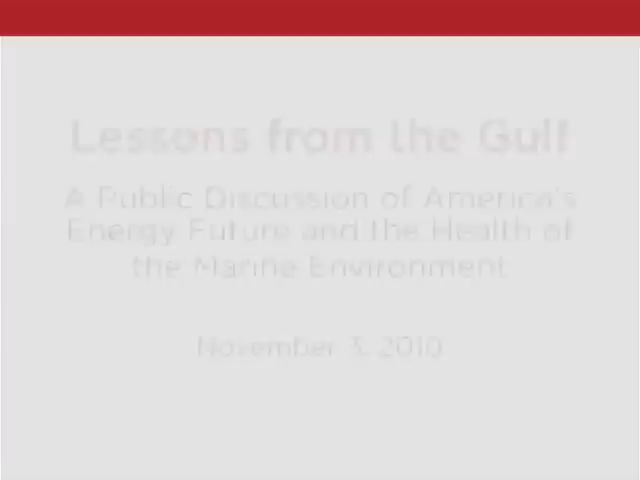 Lessons from the Gulf
A Public Discussion of America's
Energy Future and the Health of
the Marine Environment
November 3, 2010